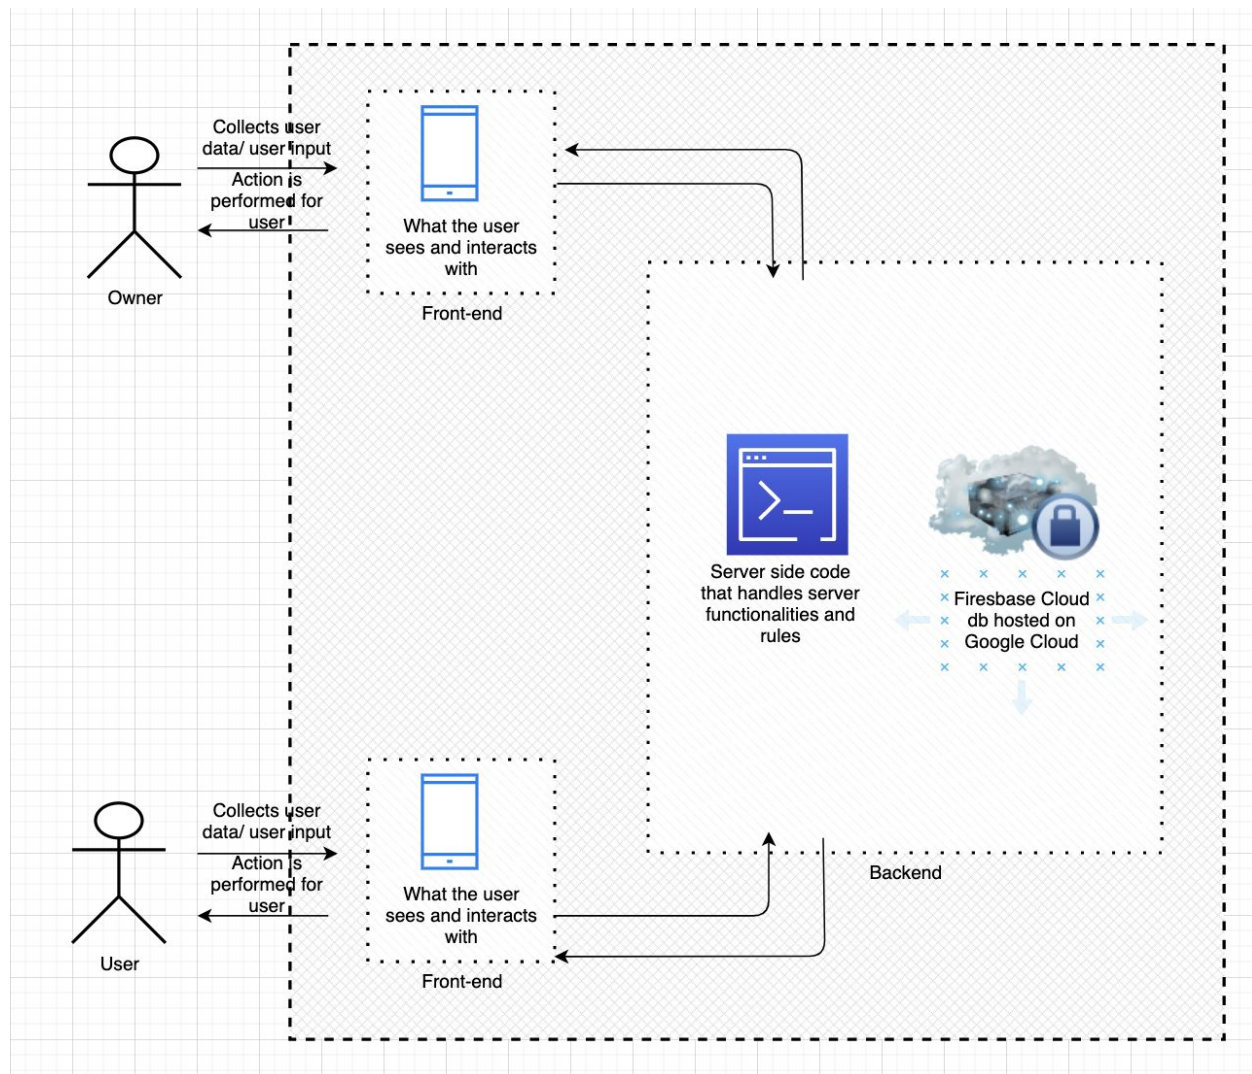 Collects user
data/ user input
Action is
performed for
user
Owner
What the user
sees and interacts
with
Front-end
Server side code
that handles server
functionalities and
rules
Firesbase Cloud
db hosted on
Google Cloud
Backend
Collects user
data/ user input
Action is
performed for
user
User
What the user
sees and interacts
with
Front-end